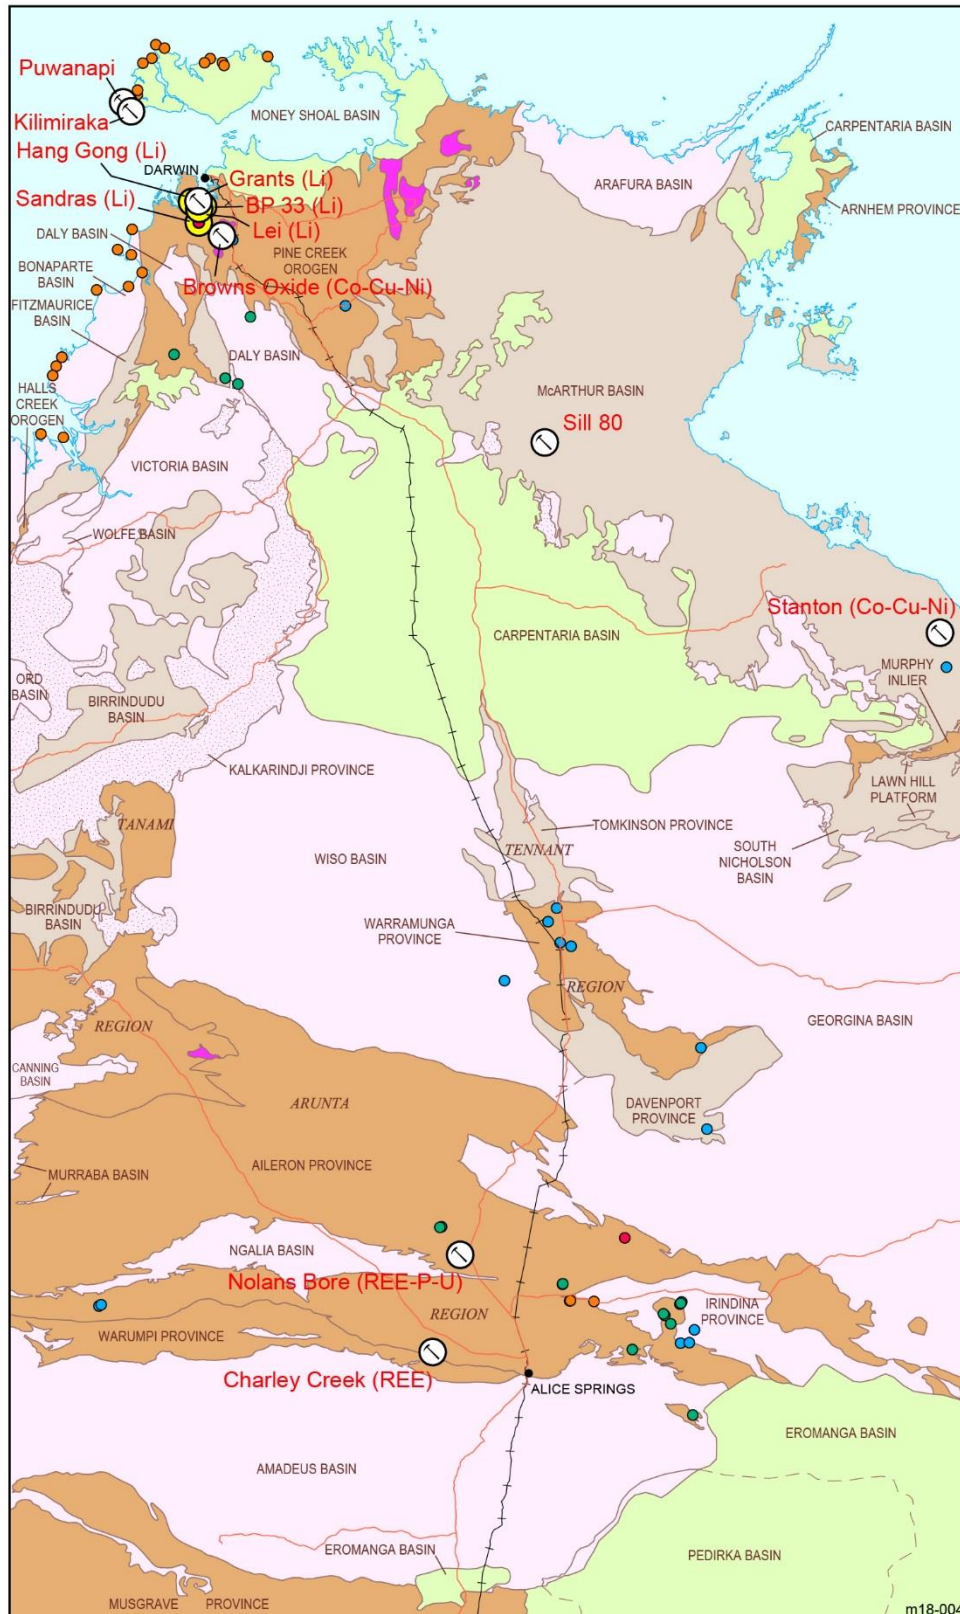 Puwanapi
Kilimiraka
MONEY SHOAL BASIN
CARPENTARIA BASIN
Hang Gong (Li)
DARWIN
Grants (Li)
ARAFURA BASIN
Sandras (Li)
BP 33 (Li)
ARNHEM PROVINCE
Lei (Li)
DALY BASIN
PINE CREEK
OROGEN
BONAPARTE
BASIN
Browns Oxide (Co-Cu-Ni)
FITZMAURICE
BASIN
DALY BASIN
HALLS
CREEK
OROGEN
McARTHUR BASIN
Sill 80
VICTORIA BASIN
WOLFE BASIN
Stanton (Co-Cu-Ni)
CARPENTARIA BASIN
MURPHY
INLIER
ORD
BASIN
BIRRINDUDU
BASIN
KALKARINDJI PROVINCE
LAWN HILL
PLATFORM
TANAMI
TOMKINSON PROVINCE
TENNANT
SOUTH
NICHOLSON
BASIN
WISO BASIN
BIRRINDUDU
BASIN
WARRAMUNGA
PROVINCE
REGION
GEORGINA BASIN
REGION
CANNING
BASIN
ARUNTA
DAVENPORT
PROVINCE
AILERON PROVINCE
MURRABA BASIN
NGALIA BASIN
Nolans Bore (REE-P-U)
REGION
IRINDINA
PROVINCE
WARUMPI PROVINCE
Charley Creek (REE)
ALICE SPRINGS
EROMANGA BASIN
AMADEUS BASIN
EROMANGA BASIN
PEDIRKA BASIN
MUSGRAVE PROVINCE
m18-004